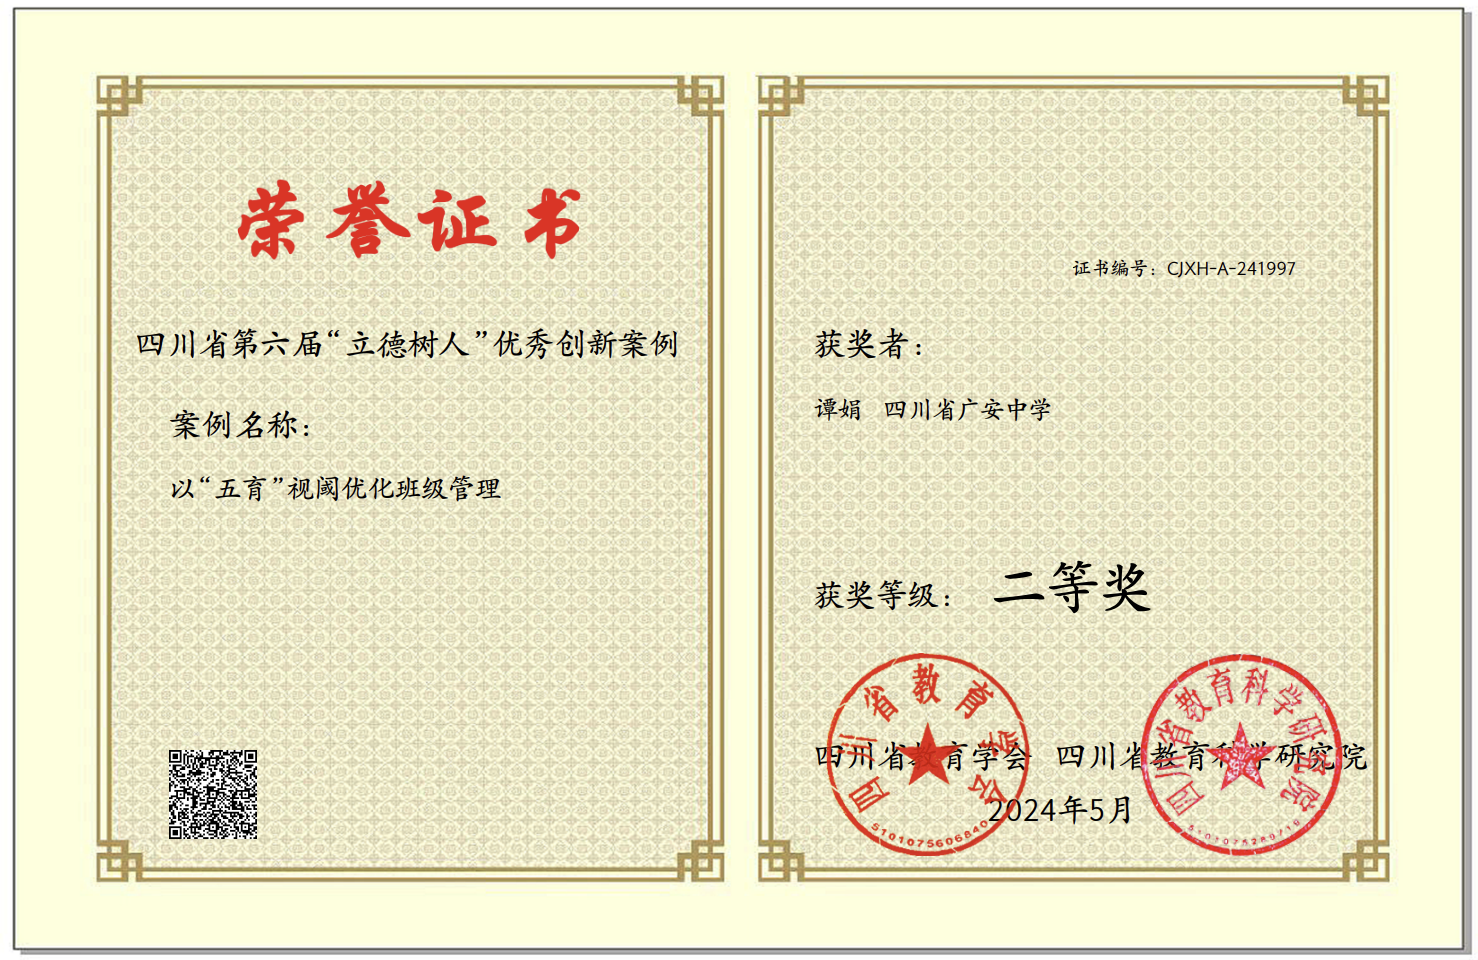 荣誉证书
四川省第六届“立德树人”优秀创新案例
案例名称：
以“五育”视阈优化班级管理
证书编号：CJXH-A-241997
获奖者：
谭娟 四川省广安中学
获奖等级： 二等奖
四川省教育学会 四川省教育科学研究院
2024年5月
四川省教育学会
5101075606840
四川省教育科学研究院